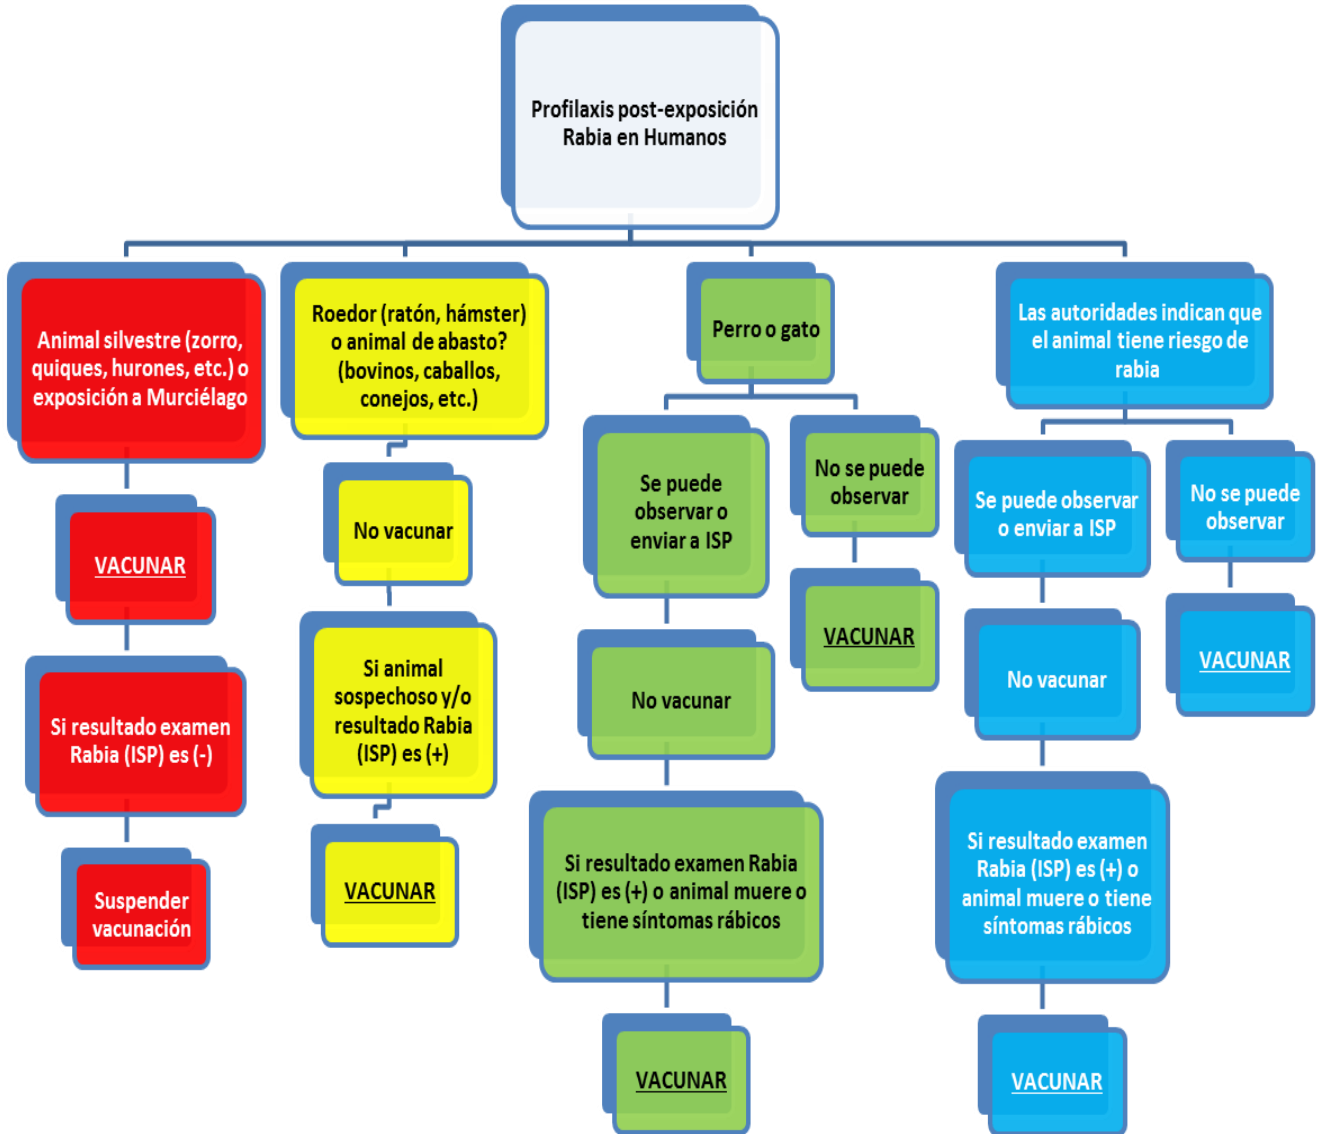 Profilaxis post-exposición
Rabia en Humanos
Animal silvestre (zorro,
quiques, hurones, etc.) o
exposición a Murciélago
VACUNAR
Si resultado examen
Rabia (ISP) es (-)
Suspender
vacunación
Roedor (ratón, hámster)
o animal de abasto?
(bovinos, caballos,
conejos, etc.)
No vacunar
Si animal
sospechoso y/o
resultado Rabia
(ISP) es (+)
VACUNAR
Perro o gato
Se puede
observar o
enviar a ISP
No vacunar
Si resultado examen Rabia
(ISP) es (+) o animal muere o
tiene síntomas rábicos
VACUNAR
No se puede
observar
VACUNAR
Las autoridades indican que
el animal tiene riesgo de
rabia
Se puede observar
o enviar a ISP
No vacunar
Si resultado examen
Rabia (ISP) es (+) o
animal muere o tiene
síntomas rábicos
VACUNAR
No se puede
observar
VACUNAR